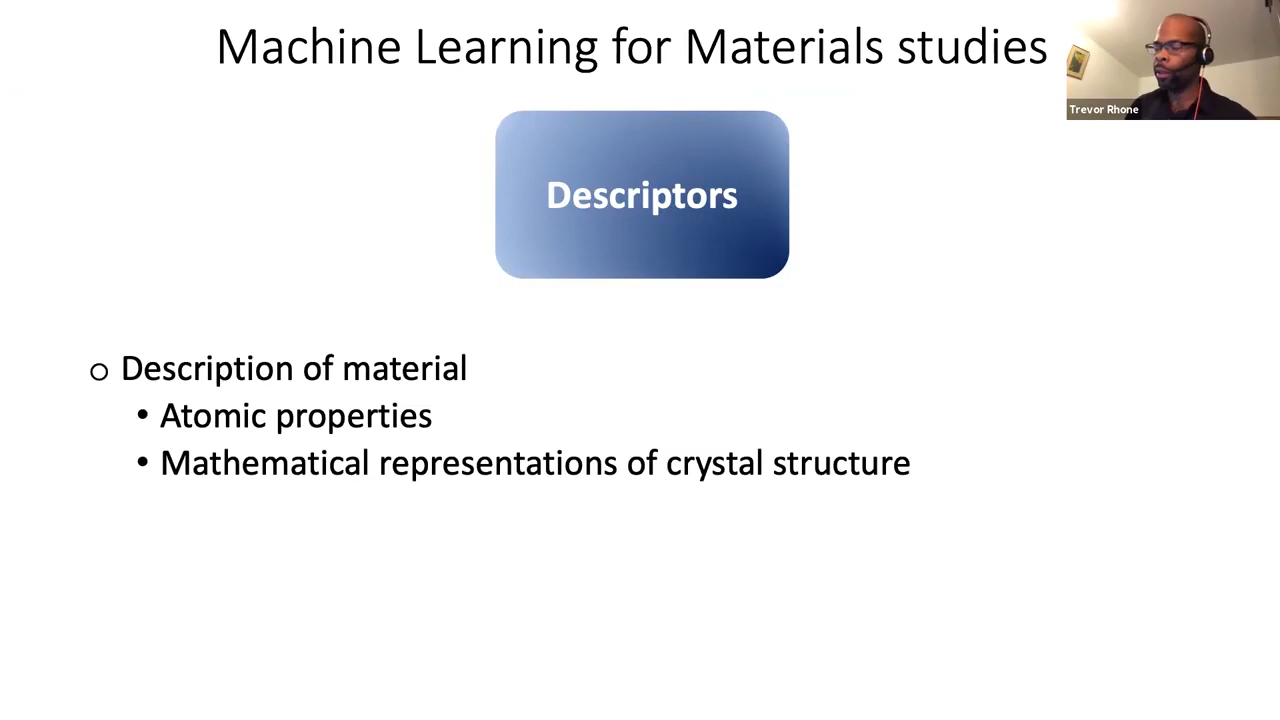 Machine Learning for Materials studies
Trevor Rhone
Descriptors
Description of material
Atomic properties
Mathematical representations of crystal structure